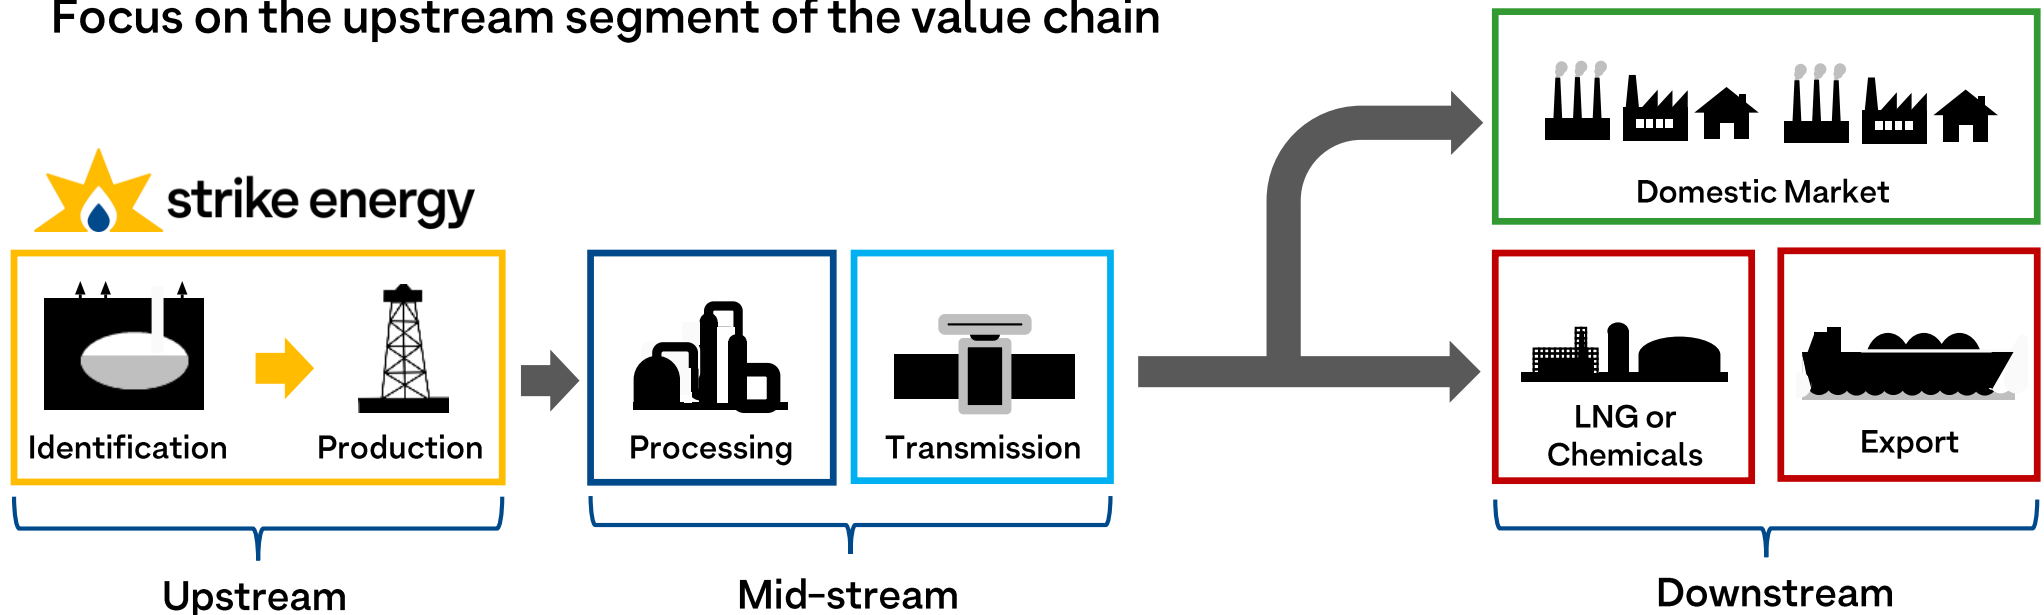 Focus on the upstream segment of the value chain
strike energy
Identification
Production
Processing
Transmission
Domestic Market
LNG or
Chemicals
Export
Upstream
Mid-stream
Downstream